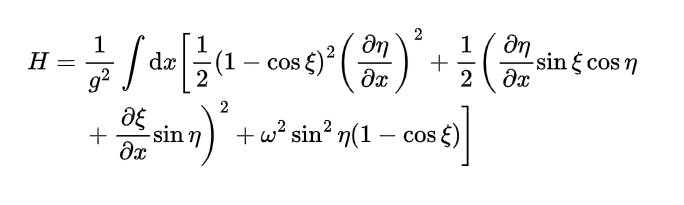 H = \frac{1}{g^2} \int dx \left[ \frac{1}{2} (1 - \cos \xi)^2 \left( \frac{\partial \eta}{\partial x} \right)^2 + \frac{1}{2} \left( \frac{\partial \eta}{\partial x} \sin \xi \cos \eta \right. \right.
\left. \left. + \frac{\partial \xi}{\partial x} \sin \eta \right)^2 + \omega^2 \sin^2 \eta (1 - \cos \xi) \right]